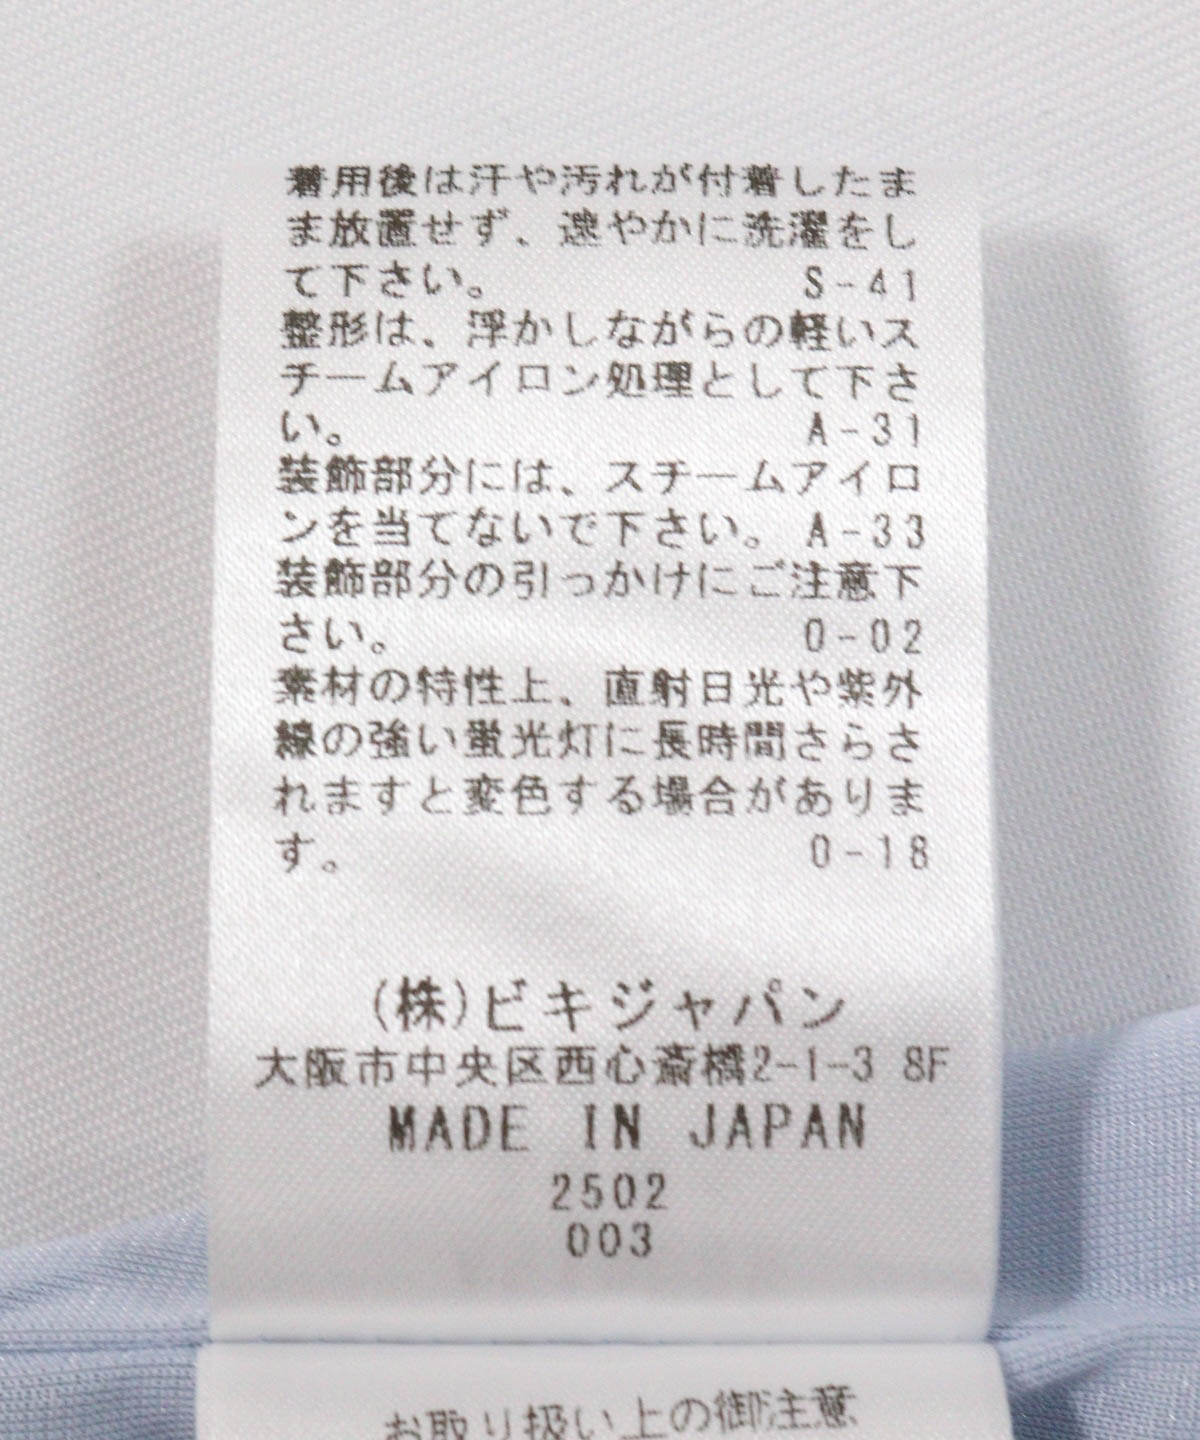 着用後は汗や汚れが付着したま
ま放置せず、速やかに洗濯をし
て下さい。 S-41
整形は、浮かしながらの軽いス
チームアイロン処理として下さ
い。 A-31
装飾部分には、スチームアイロ
ンを当てないで下さい。 A-33
装飾部分の引っかけにご注意下
さい。 O-02
素材の特性上、直射日光や紫外
線の強い蛍光灯に長時間さらさ
れますと変色する場合がありま
す。 O-18
(株)ビキジャパン
大阪市中央区西心斎橋2-1-3 8F
MADE IN JAPAN
2502
003
お取り扱い上の御注意